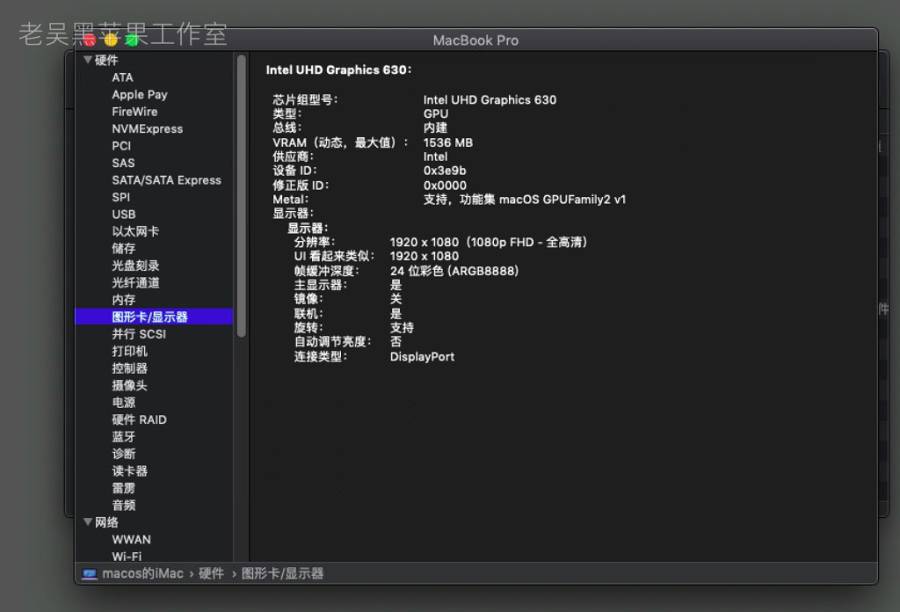 老吴黑苹果工作室
MacBook Pro
硬件
ATA
Apple Pay
FireWire
NVMExpress
PCI
SAS
SATA/SATA Express
SPI
USB
以太网卡
储存
光盘刻录
光纤通道
内存
图形卡/显示器
并行 SCSI
打印机
控制器
摄像头
电源
硬件 RAID
蓝牙
诊断
读卡器
雷雳
音频
网络
WWAN
Wi-Fi
Intel UHD Graphics 630:
芯片组型号: Intel UHD Graphics 630
类型: GPU
总线: 内建
VRAM（动态，最大值）: 1536 MB
供应商: Intel
设备 ID: 0x3e9b
修正版 ID: 0x0000
Metal: 支持，功能集 macOS GPUFamily2 v1
显示器:
显示器:
分辨率: 1920 x 1080（1080p FHD - 全高清）
UI 看起来类似: 1920 x 1080
帧缓冲深度: 24 位彩色 (ARGB8888)
主显示器: 是
镜像: 关
联机: 是
旋转: 支持
自动调节亮度: 否
连接类型: DisplayPort
件
macos的iMac › 硬件 › 图形卡/显示器